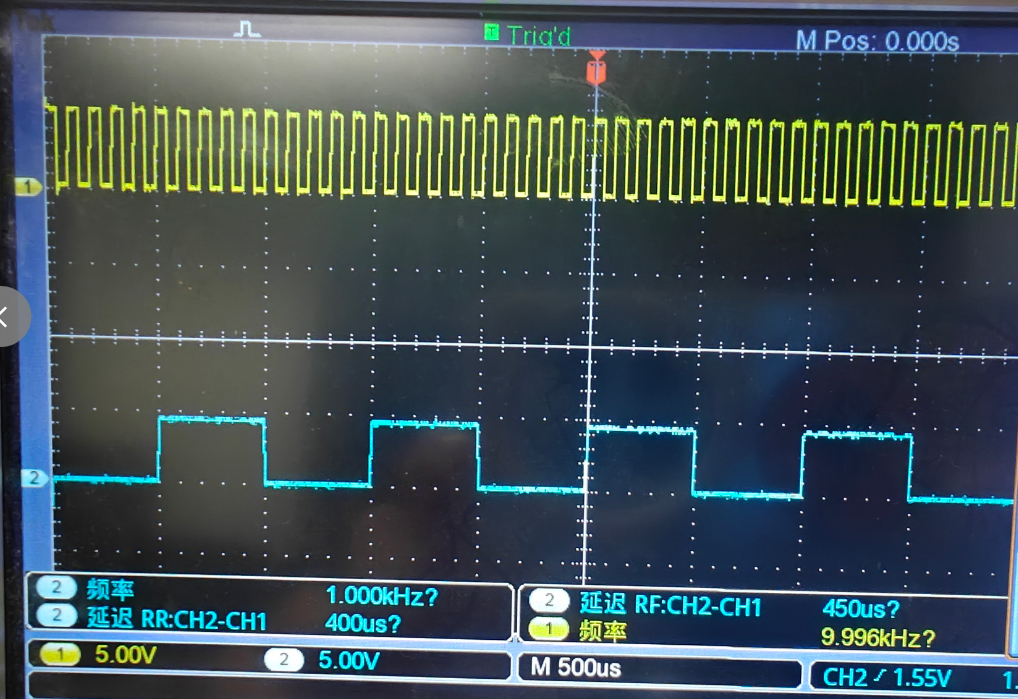 T Trig'd M Pos: 0.000s
T
1
2
2 频率 1.000kHz?
2 延迟 RR:CH2-CH1 400us?
2 延迟 RF:CH2-CH1 450us?
1 频率 9.996kHz?
1 5.00V 2 5.00V M 500us CH2 1.55V